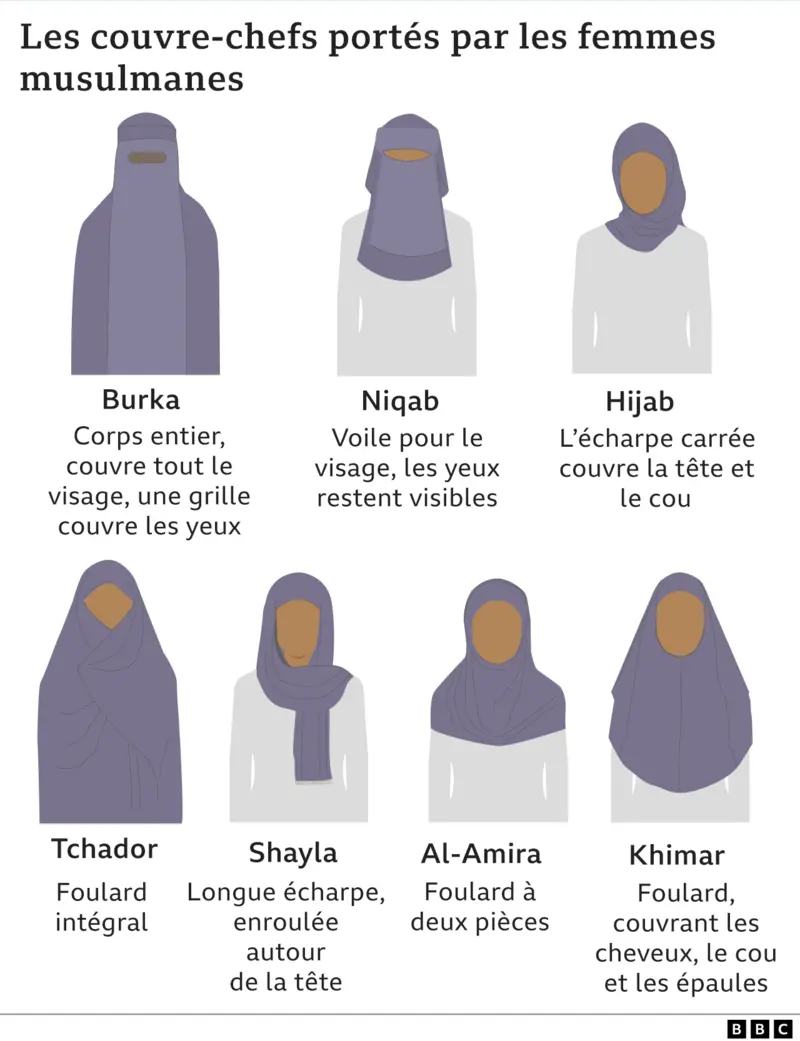 Les couvre-chefs portés par les femmes
musulmanes
Burka
Corps entier,
couvre tout le
visage, une grille
couvre les yeux
Niqab
Voile pour le
visage, les yeux
restent visibles
Hijab
L’écharpe carrée
couvre la tête et
le cou
Tchador
Foulard
intégral
Shayla
Longue écharpe,
enroulée
autour
de la tête
Al-Amira
Foulard à
deux pièces
Khimar
Foulard,
couvrant les
cheveux, le cou
et les épaules
BBC